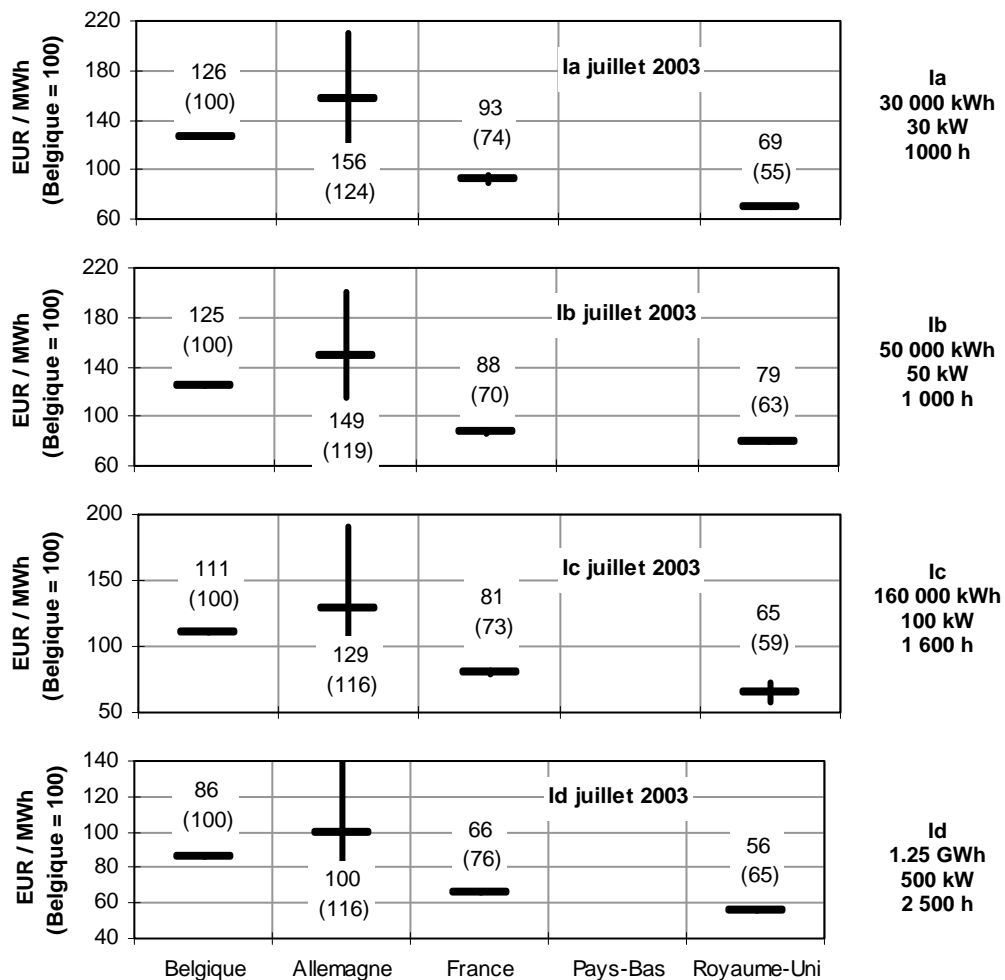 EUR / MWh
(Belgique = 100)
220
180
140
100
60
126
(100)
156
(124)
93
(74)
69
(55)
Ia juillet 2003
Ia
30 000 kWh
30 kW
1000 h
EUR / MWh
(Belgique = 100)
220
180
140
100
60
125
(100)
149
(119)
88
(70)
79
(63)
Ib juillet 2003
Ib
50 000 kWh
50 kW
1 000 h
EUR / MWh
(Belgique = 100)
200
150
100
50
111
(100)
129
(116)
81
(73)
65
(59)
Ic juillet 2003
Ic
160 000 kWh
100 kW
1 600 h
EUR / MWh
(Belgique = 100)
140
120
100
80
60
40
86
(100)
100
(116)
66
(76)
56
(65)
Id juillet 2003
Id
1.25 GWh
500 kW
2 500 h
Belgique
Allemagne
France
Pays-Bas
Royaume-Uni